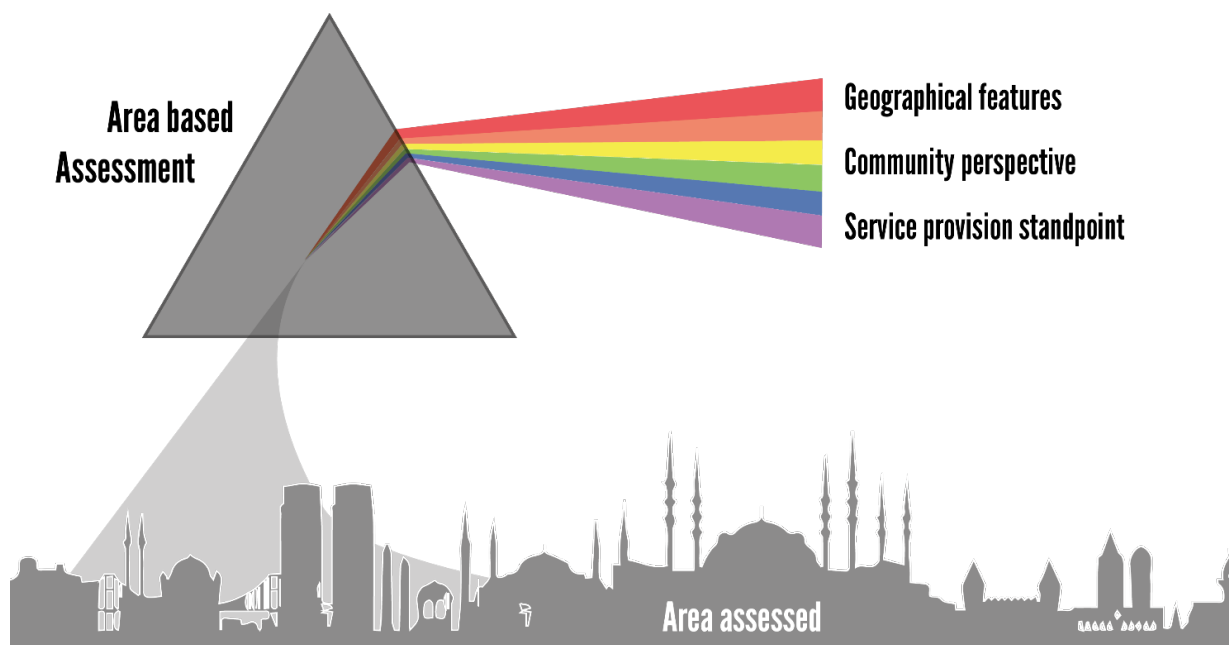 Area based
Assessment
Geographical features
Community perspective
Service provision standpoint
Area assessed